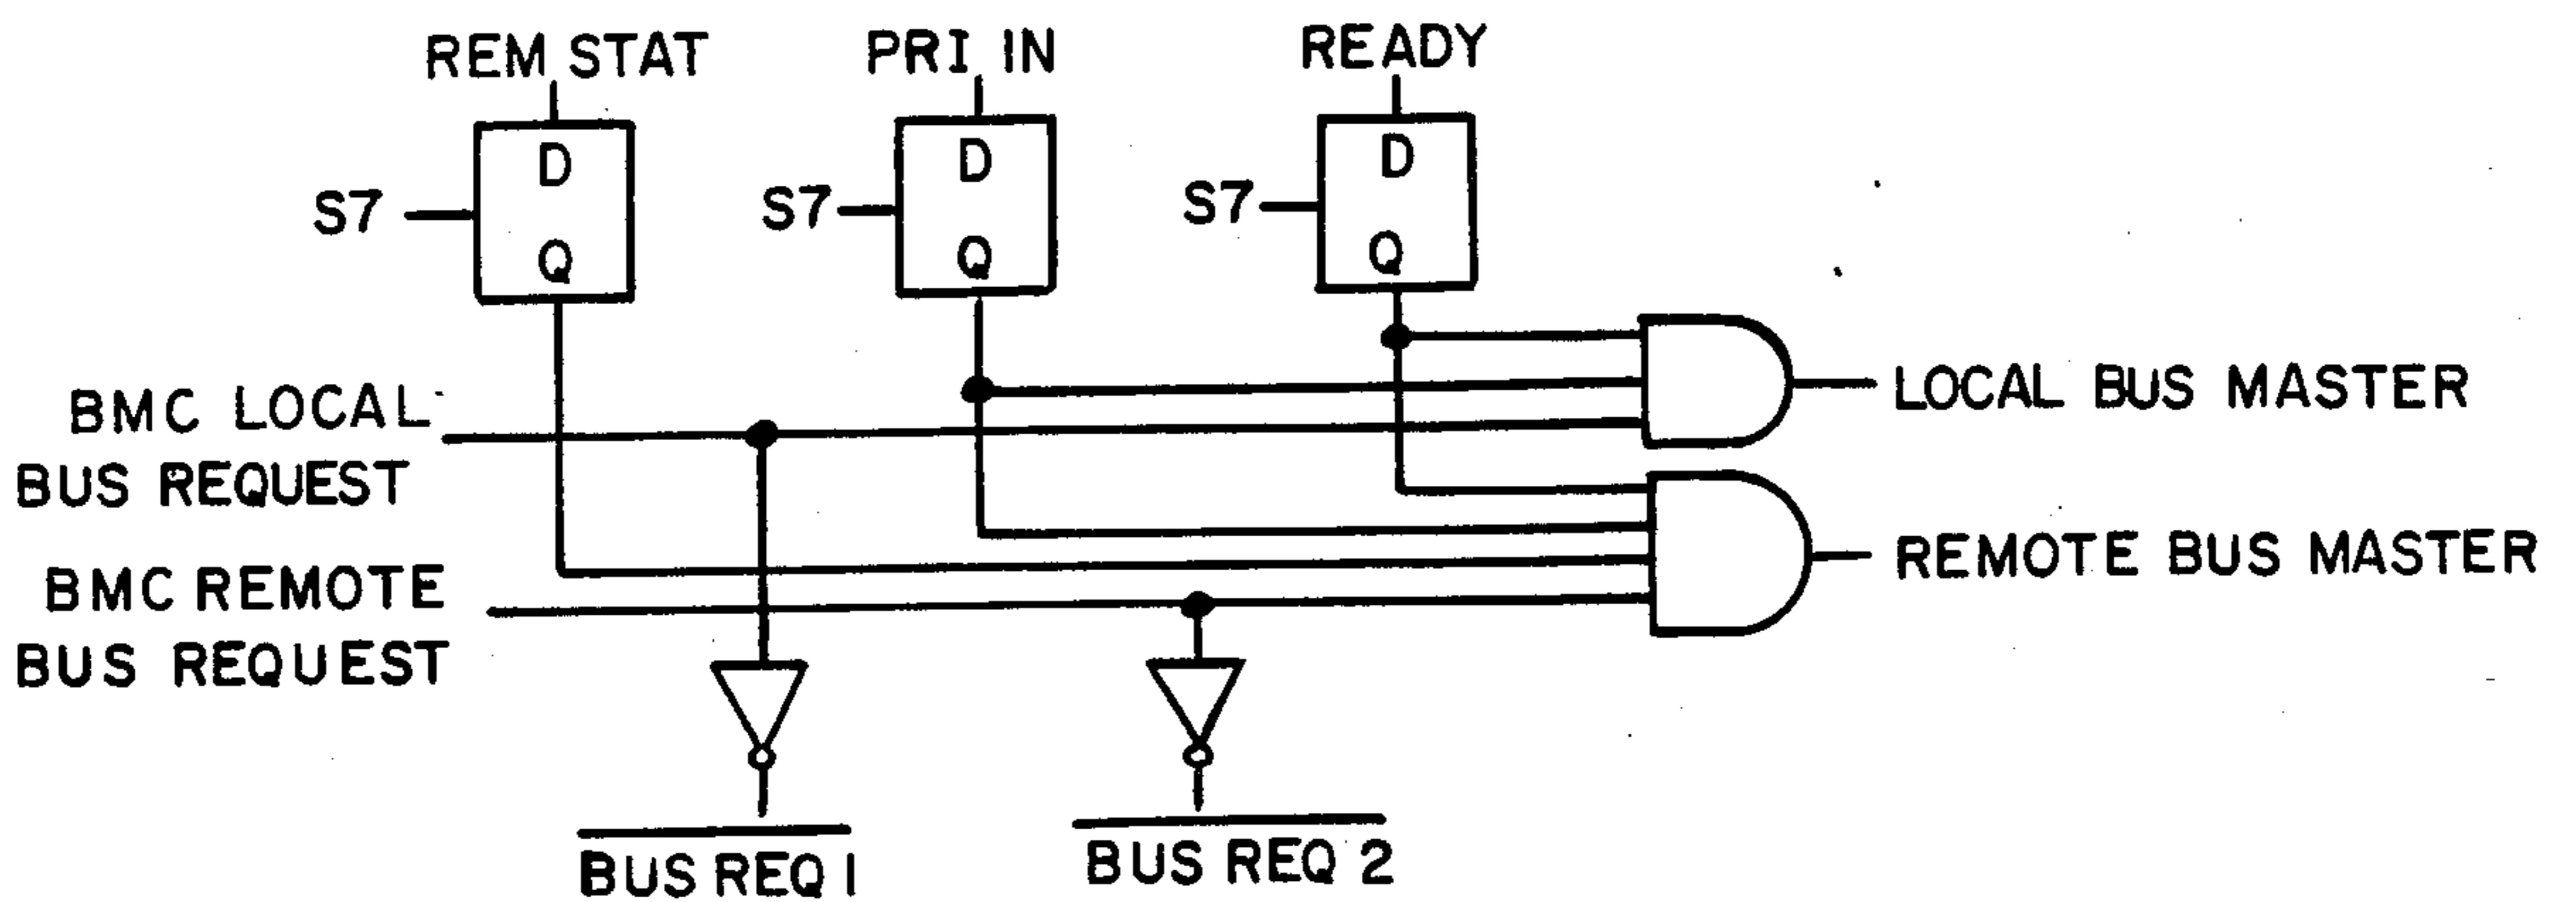 REM STAT
PRI IN
READY
D
D
D
S7
S7
S7
Q
Q
Q
BMC LOCAL
BUS REQUEST
LOCAL BUS MASTER
BMC REMOTE
BUS REQUEST
REMOTE BUS MASTER
BUS REQ 1
BUS REQ 2